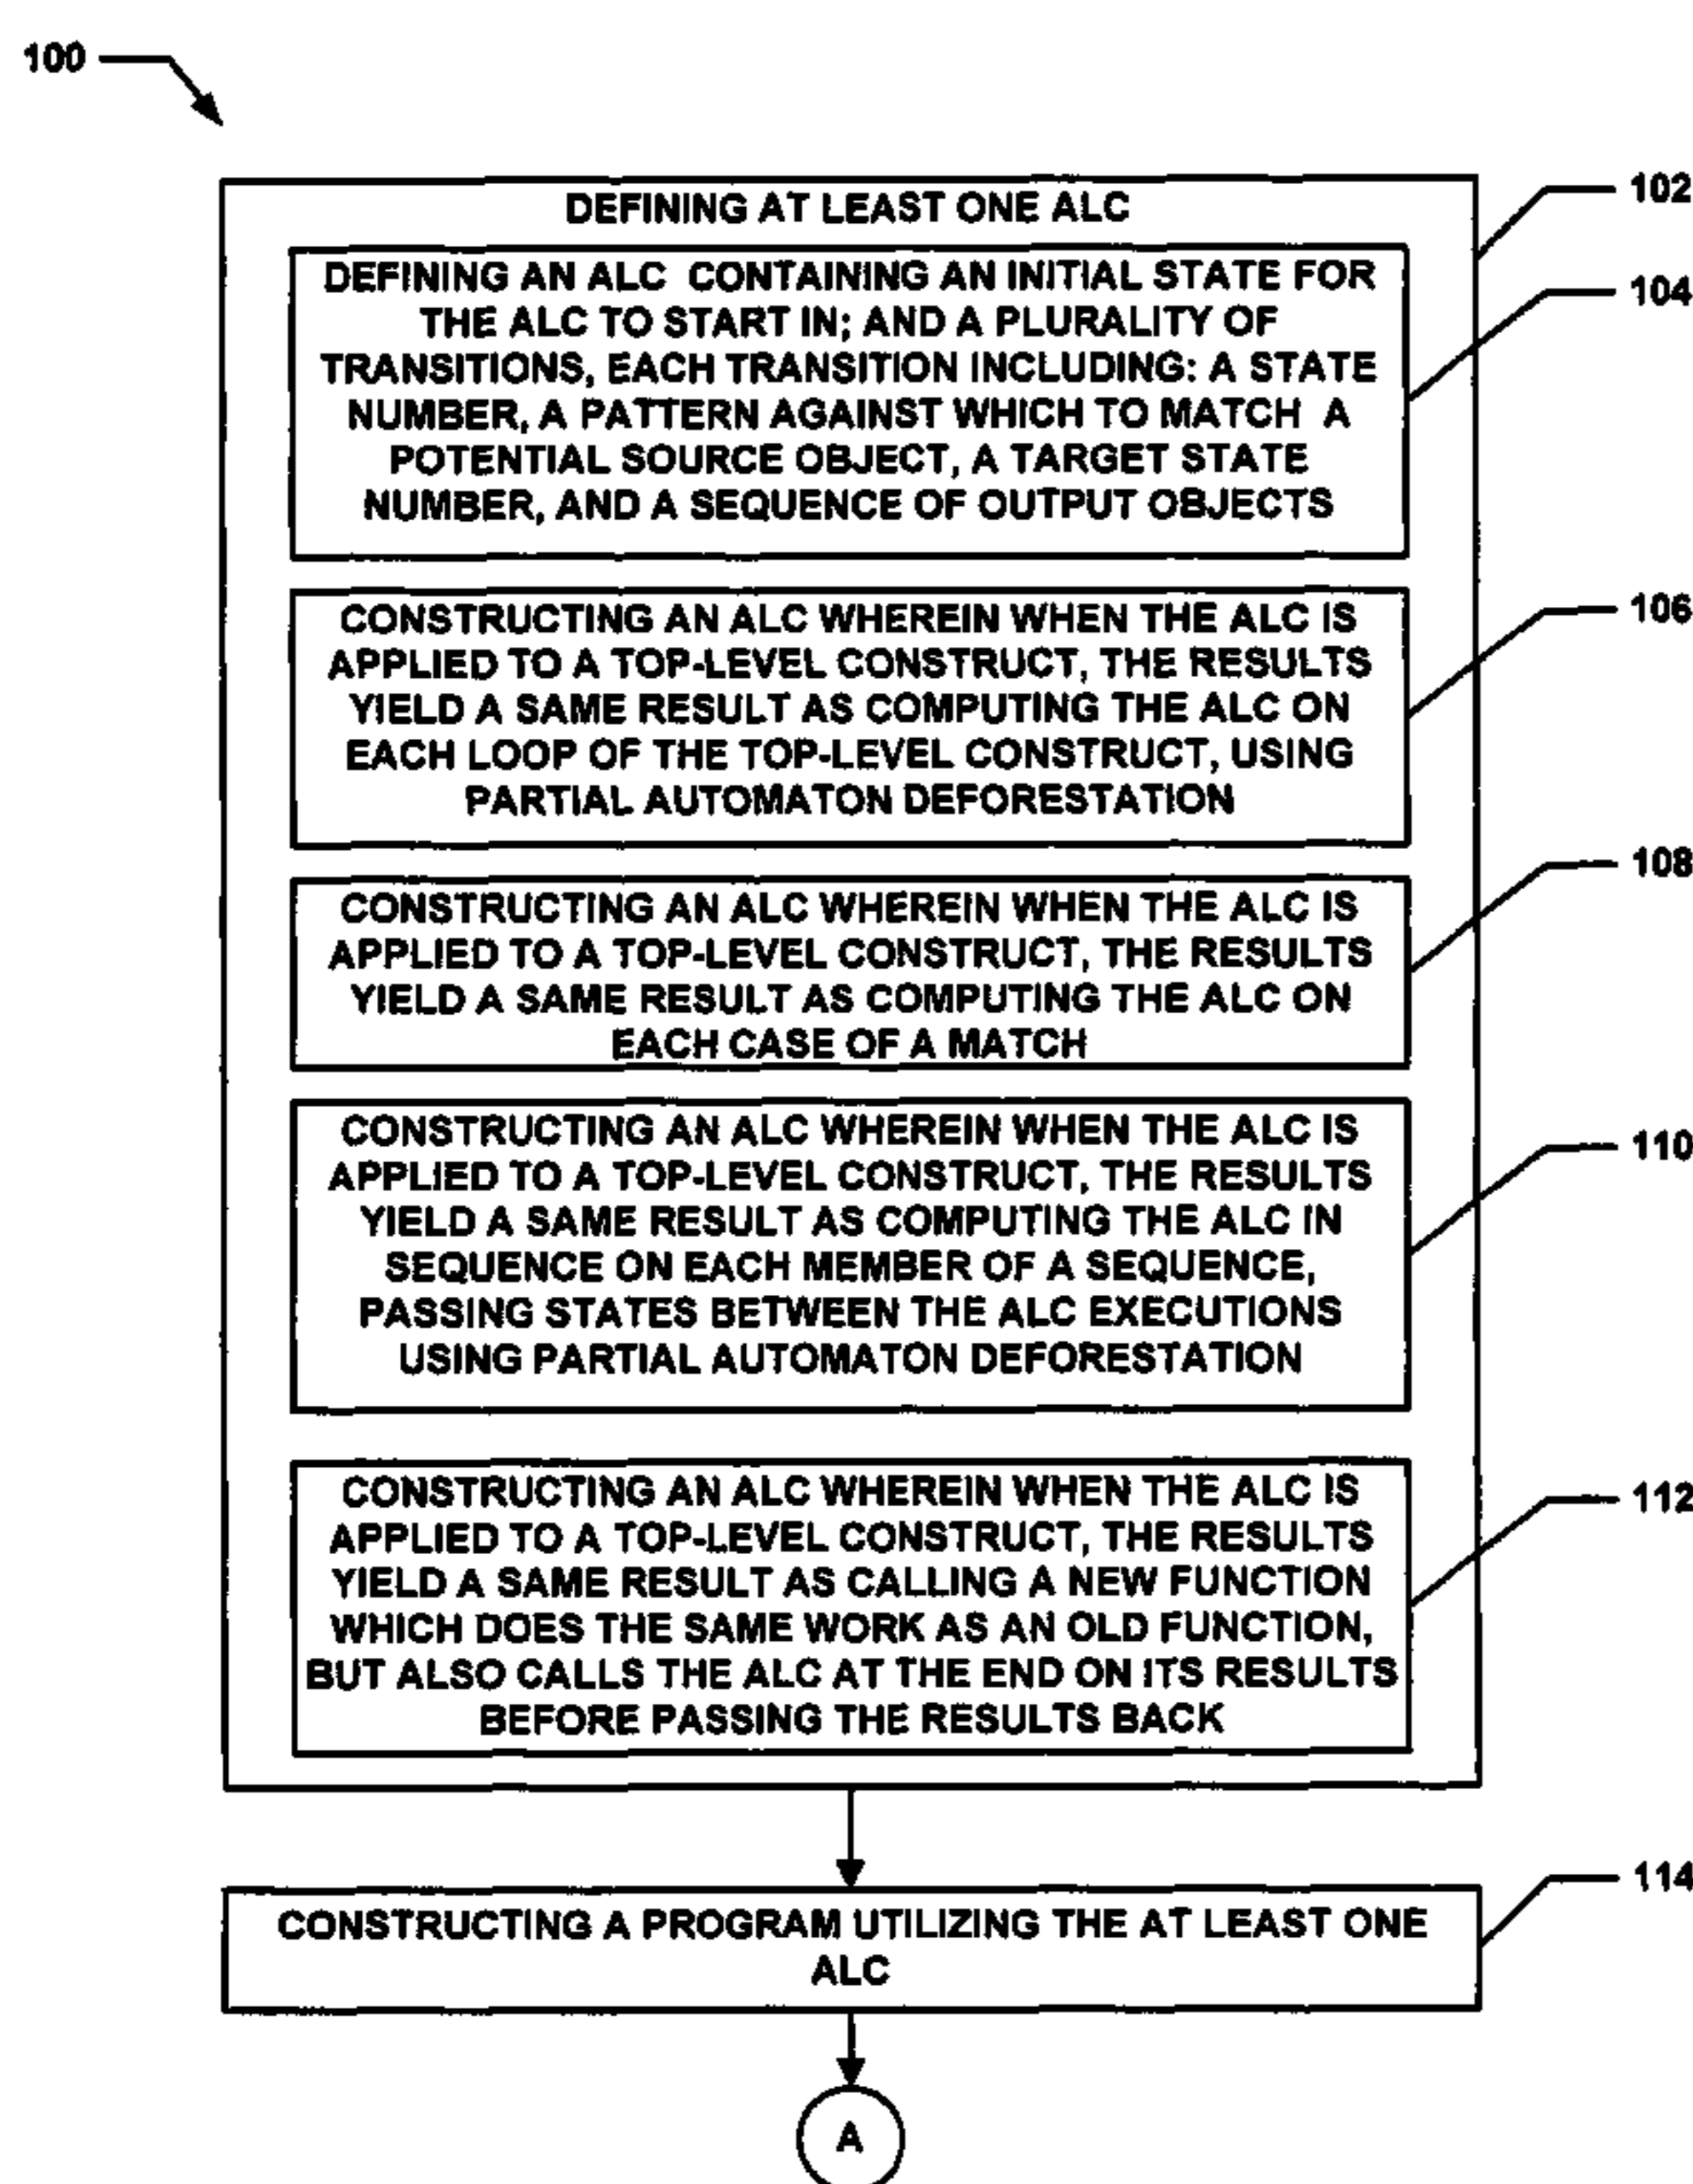 100
102
DEFINING AT LEAST ONE ALC
104
DEFINING AN ALC CONTAINING AN INITIAL STATE FOR
THE ALC TO START IN; AND A PLURALITY OF
TRANSITIONS, EACH TRANSITION INCLUDING: A STATE
NUMBER, A PATTERN AGAINST WHICH TO MATCH A
POTENTIAL SOURCE OBJECT, A TARGET STATE
NUMBER, AND A SEQUENCE OF OUTPUT OBJECTS
106
CONSTRUCTING AN ALC WHEREIN WHEN THE ALC IS
APPLIED TO A TOP-LEVEL CONSTRUCT, THE RESULTS
YIELD A SAME RESULT AS COMPUTING THE ALC ON
EACH LOOP OF THE TOP-LEVEL CONSTRUCT, USING
PARTIAL AUTOMATON DEFORESTATION
108
CONSTRUCTING AN ALC WHEREIN WHEN THE ALC IS
APPLIED TO A TOP-LEVEL CONSTRUCT, THE RESULTS
YIELD A SAME RESULT AS COMPUTING THE ALC ON
EACH CASE OF A MATCH
110
CONSTRUCTING AN ALC WHEREIN WHEN THE ALC IS
APPLIED TO A TOP-LEVEL CONSTRUCT, THE RESULTS
YIELD A SAME RESULT AS COMPUTING THE ALC IN
SEQUENCE ON EACH MEMBER OF A SEQUENCE,
PASSING STATES BETWEEN THE ALC EXECUTIONS
USING PARTIAL AUTOMATON DEFORESTATION
112
CONSTRUCTING AN ALC WHEREIN WHEN THE ALC IS
APPLIED TO A TOP-LEVEL CONSTRUCT, THE RESULTS
YIELD A SAME RESULT AS CALLING A NEW FUNCTION
WHICH DOES THE SAME WORK AS AN OLD FUNCTION,
BUT ALSO CALLS THE ALC AT THE END ON ITS RESULTS
BEFORE PASSING THE RESULTS BACK
114
CONSTRUCTING A PROGRAM UTILIZING THE AT LEAST ONE
ALC
A